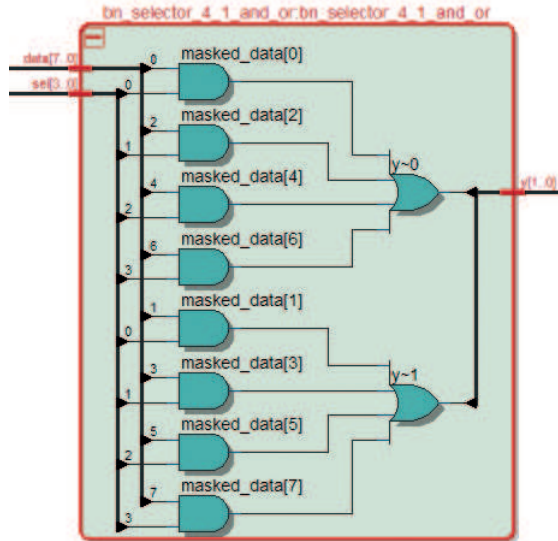 bn_selector_4_1_and_or:bn_selector_4_1_and_or
data[7..0]
sel[3..0]
0
0
masked_data[0]
2
1
masked_data[2]
4
2
masked_data[4]
6
3
masked_data[6]
y~0
y[1..0]
1
0
masked_data[1]
3
1
masked_data[3]
y~1
5
2
masked_data[5]
7
3
masked_data[7]